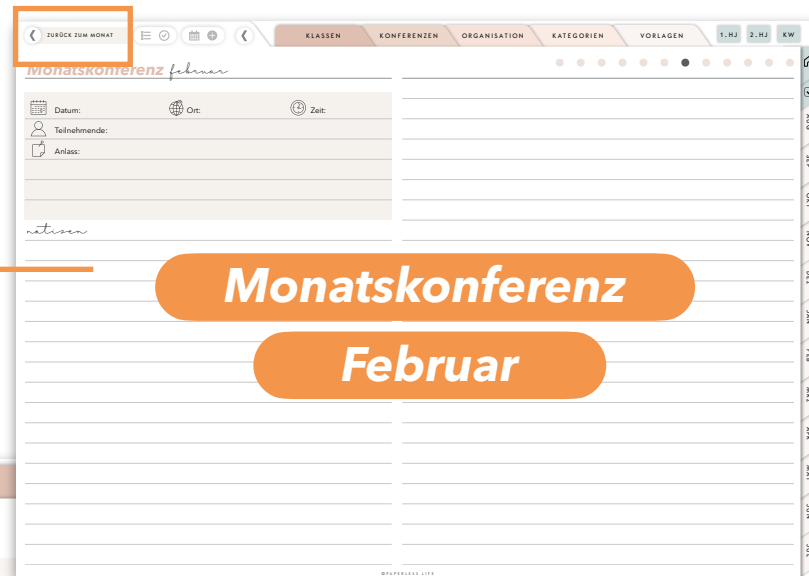 ZURÜCK ZUM MONAT
KLASSEN KONFERENZEN ORGANISATION KATEGORIEN VORLAGEN 1.HJ 2.HJ KW
Monatskonferenz februar
Datum: Ort: Zeit:
Teilnehmende:
Anlass:
notizen
Monatskonferenz
Februar
©PAPERLESS LIFE